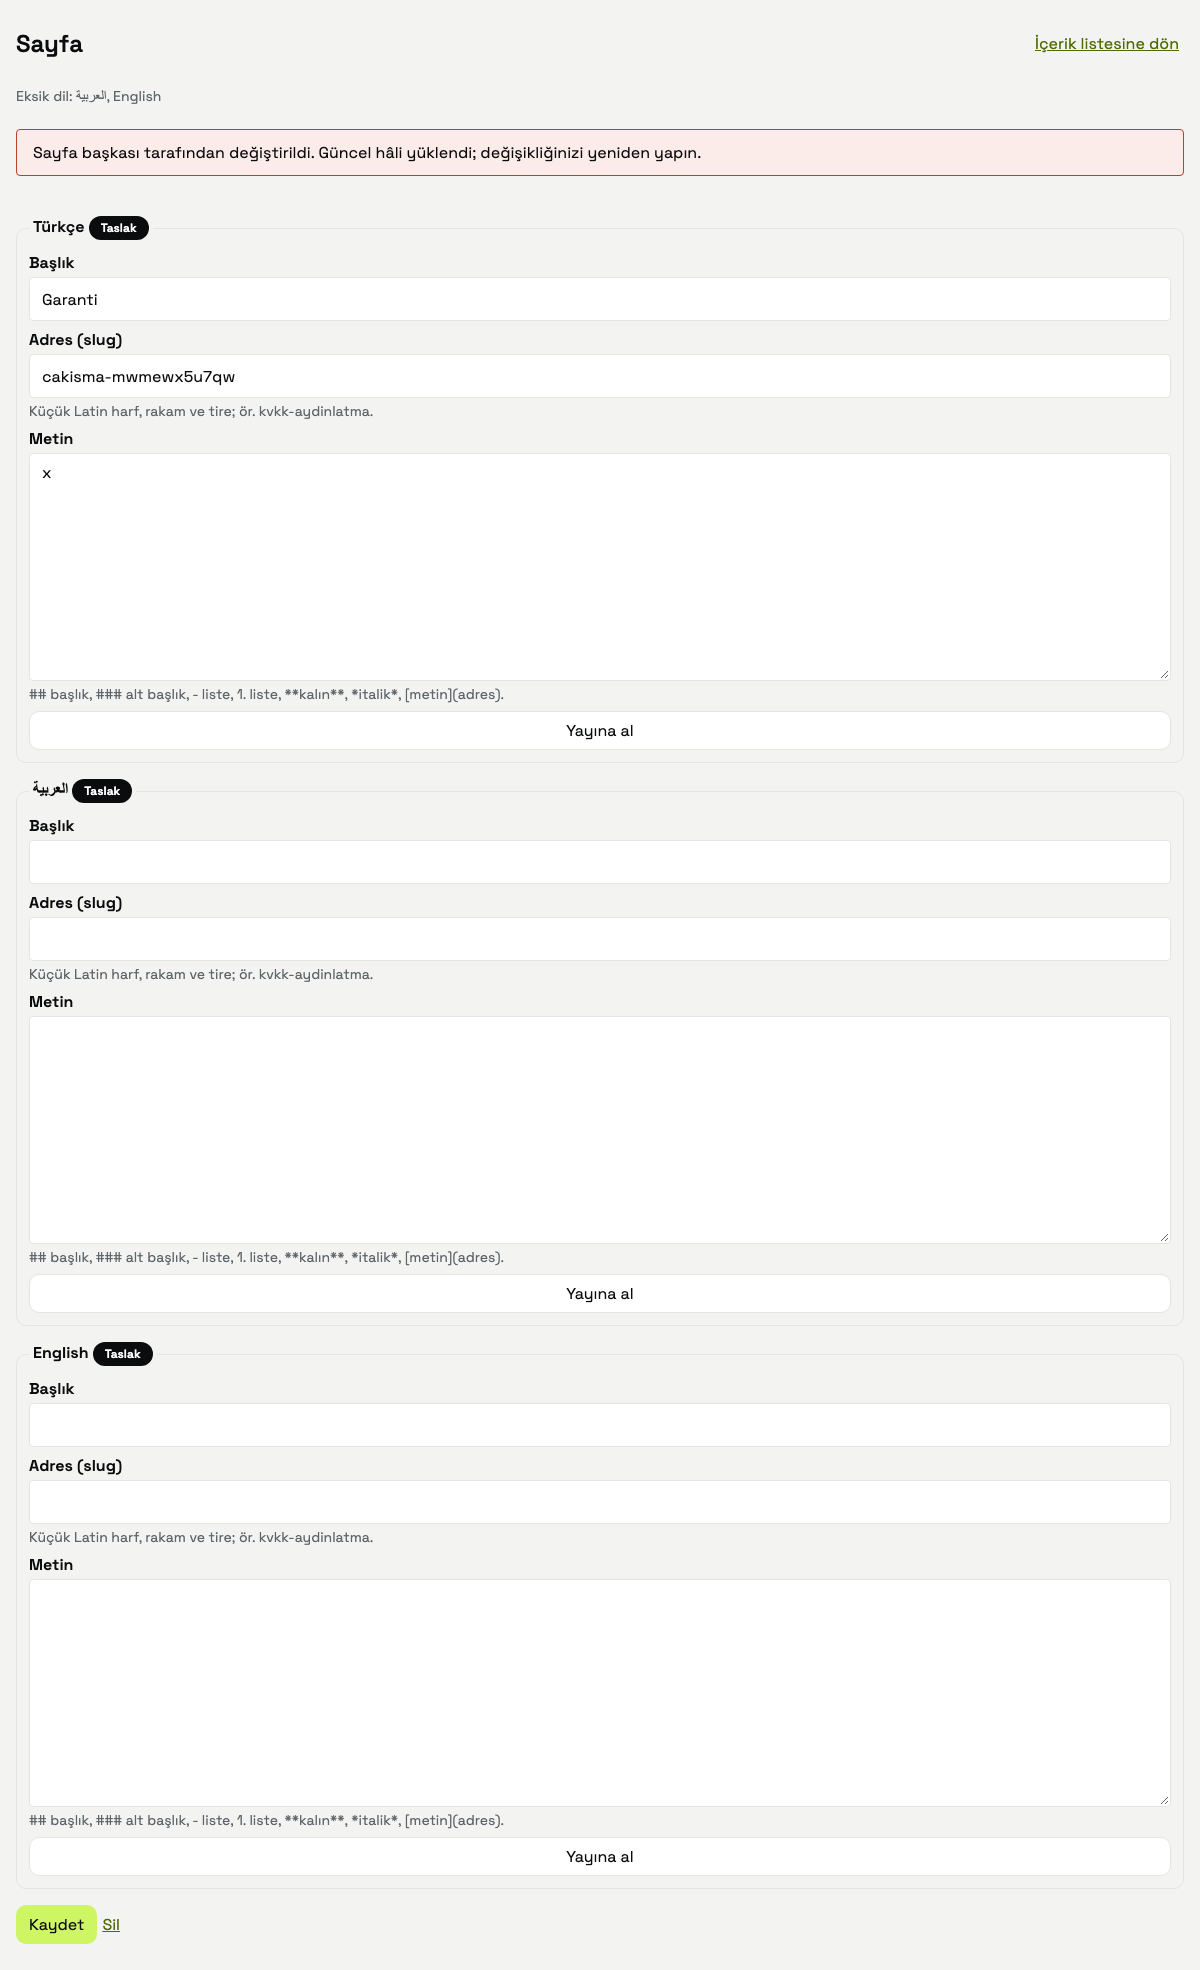 Sayfa
İçerik listesine dön
Eksik dil: العربية, English
Sayfa başkası tarafından değiştirildi. Güncel hâli yüklendi; değişikliğinizi yeniden yapın.
Türkçe Taslak
Başlık
Garanti
Adres (slug)
cakisma-mwmewx5u7qw
Küçük Latin harf, rakam ve tire; ör. kvkk-aydinlatma.
Metin
x
## başlık, ### alt başlık, - liste, 1. liste, **kalın**, *italik*, [metin](adres).
Yayına al
العربية Taslak
Başlık
Adres (slug)
Küçük Latin harf, rakam ve tire; ör. kvkk-aydinlatma.
Metin
## başlık, ### alt başlık, - liste, 1. liste, **kalın**, *italik*, [metin](adres).
Yayına al
English Taslak
Başlık
Adres (slug)
Küçük Latin harf, rakam ve tire; ör. kvkk-aydinlatma.
Metin
## başlık, ### alt başlık, - liste, 1. liste, **kalın**, *italik*, [metin](adres).
Yayına al
Kaydet Sil